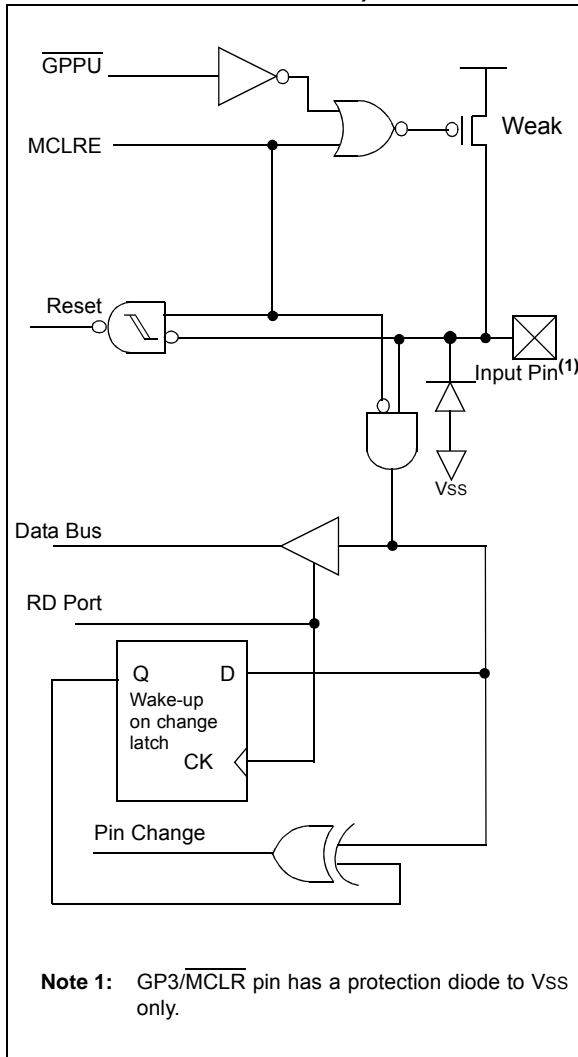 GPPU
Weak
MCLRE
Reset
Input Pin(1)
VSS
Data Bus
RD Port
Q D
Wake-up
on change
latch
CK
Pin Change
Note 1: GP3/MCLR pin has a protection diode to VSS
only.